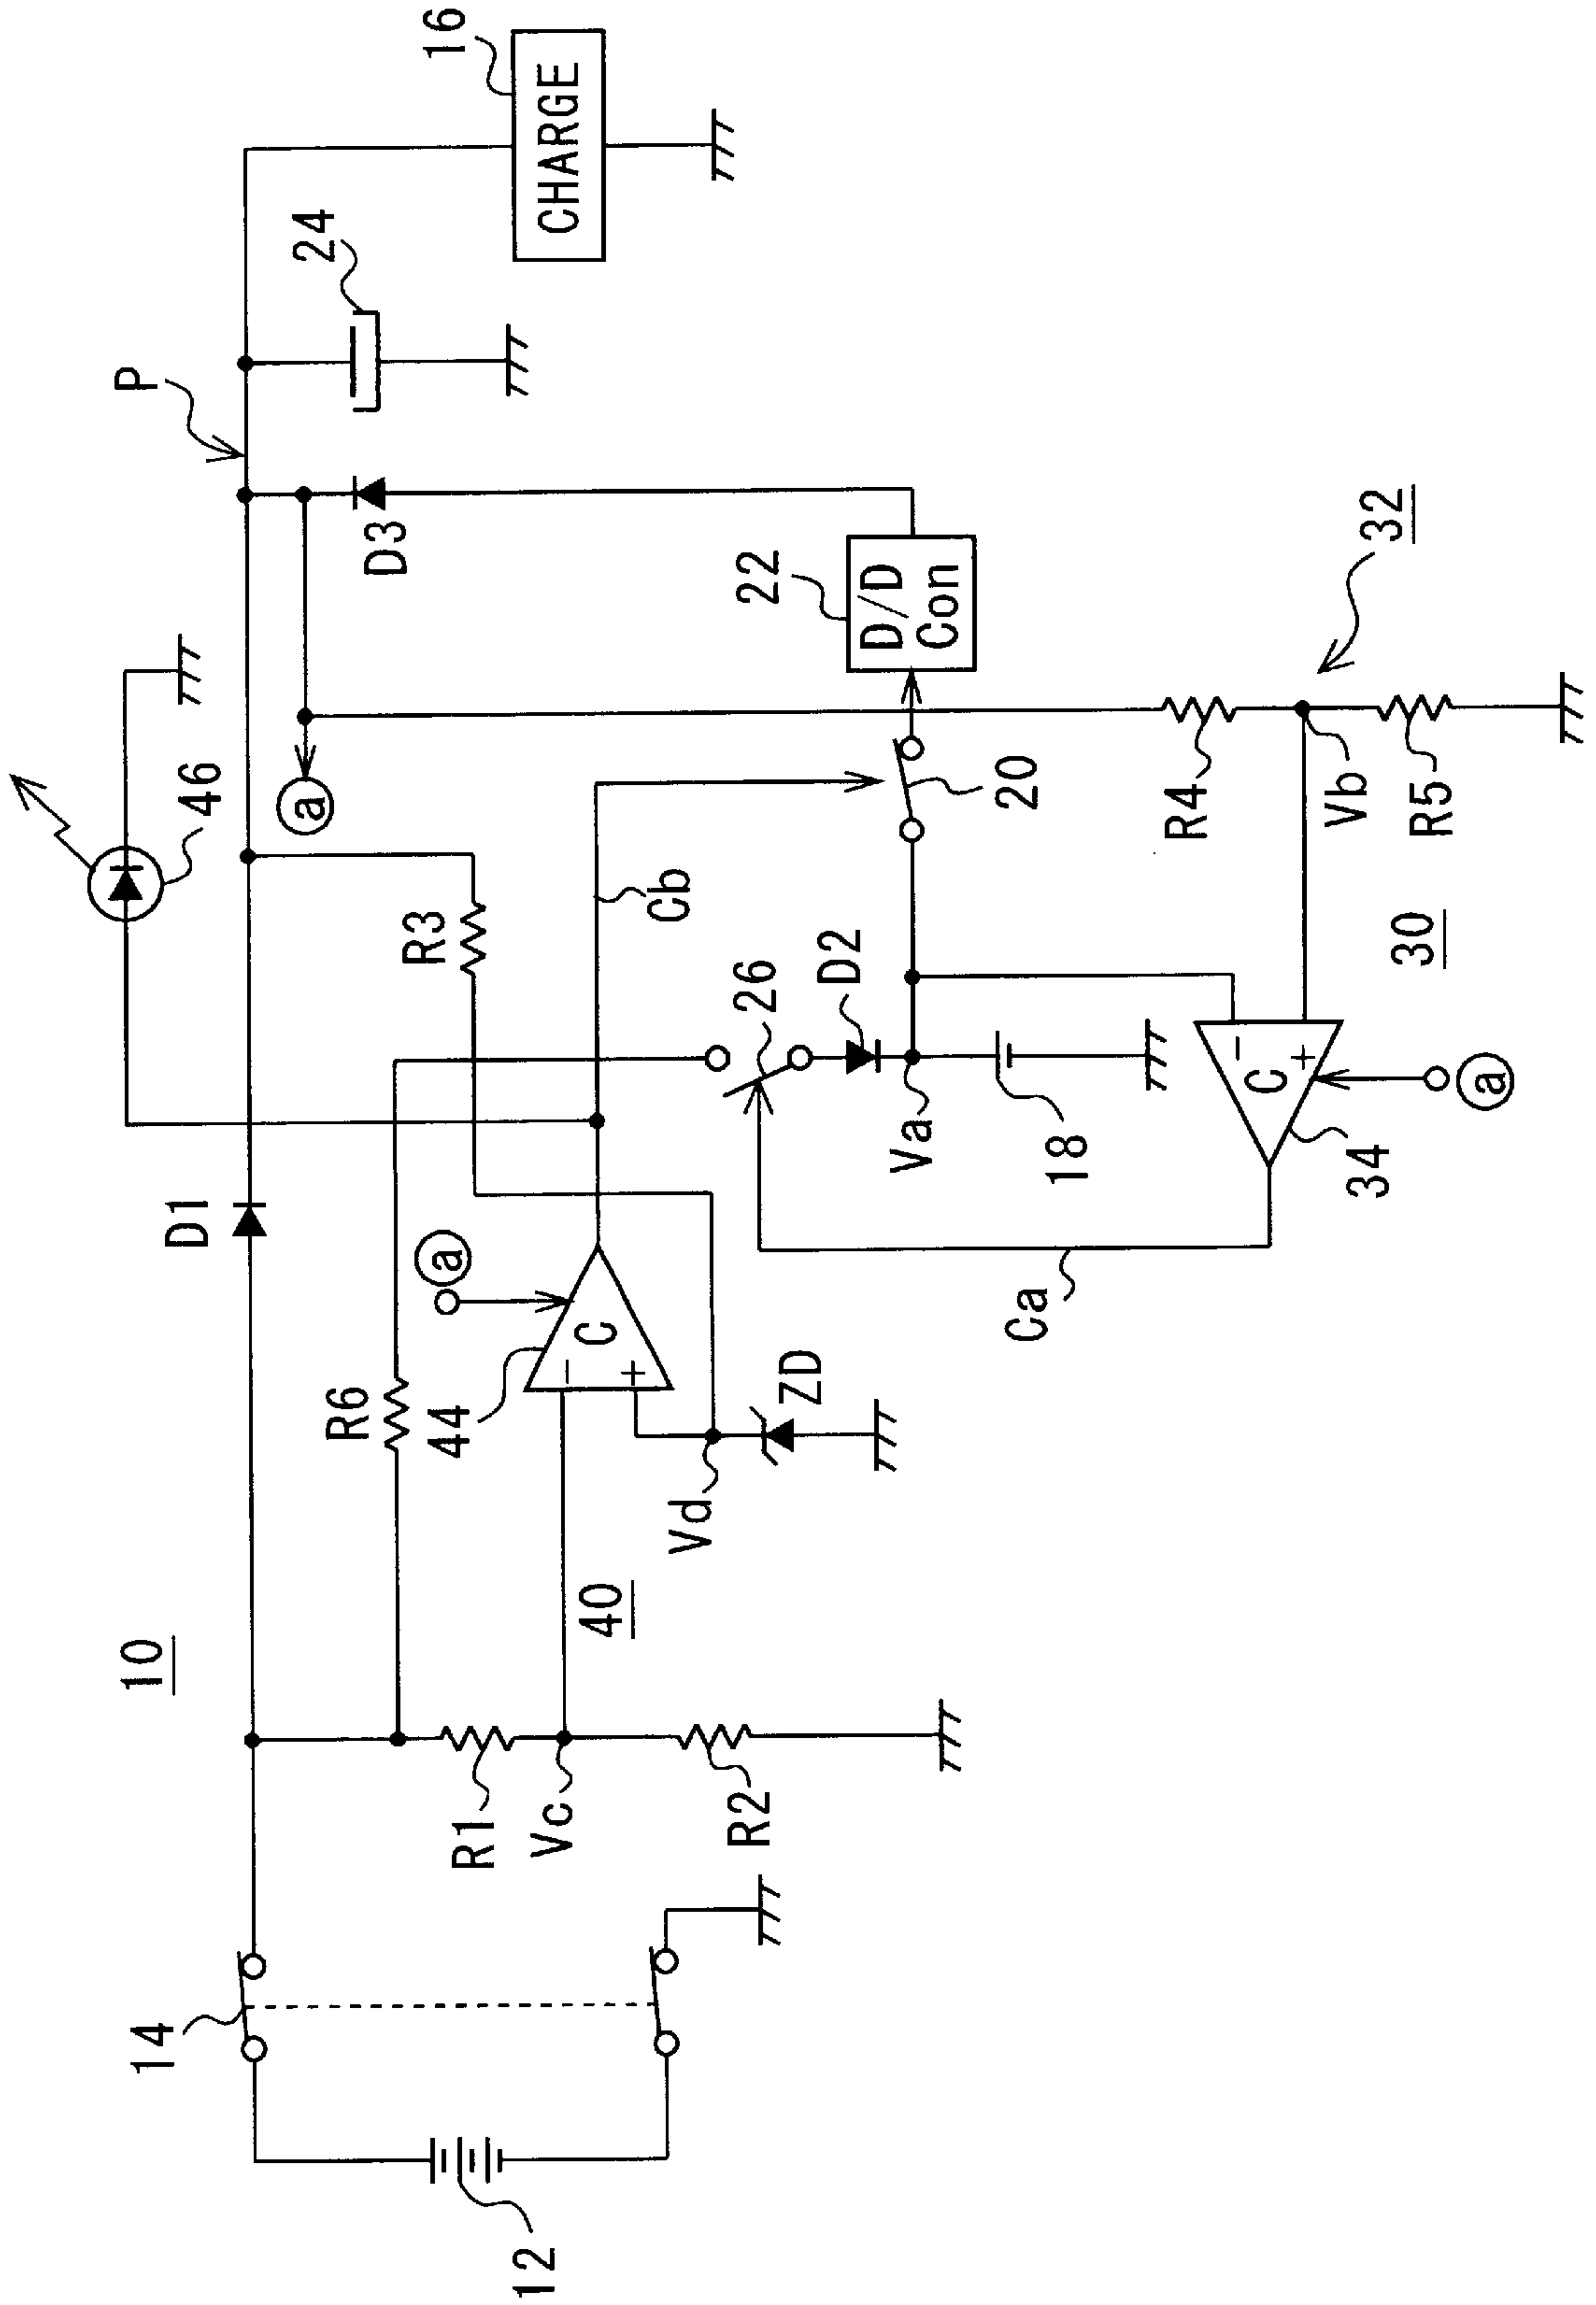 10
14
12
R1
Vc
R2
40
R6
44
C
-
+
a
Vd
ZD
D1
R3
46
a
P
24
16
CHARGE
D3
22
D/D
Con
20
Cb
26
D2
Va
18
Ca
C
-
+
34
a
30
R4
Vb
R5
32